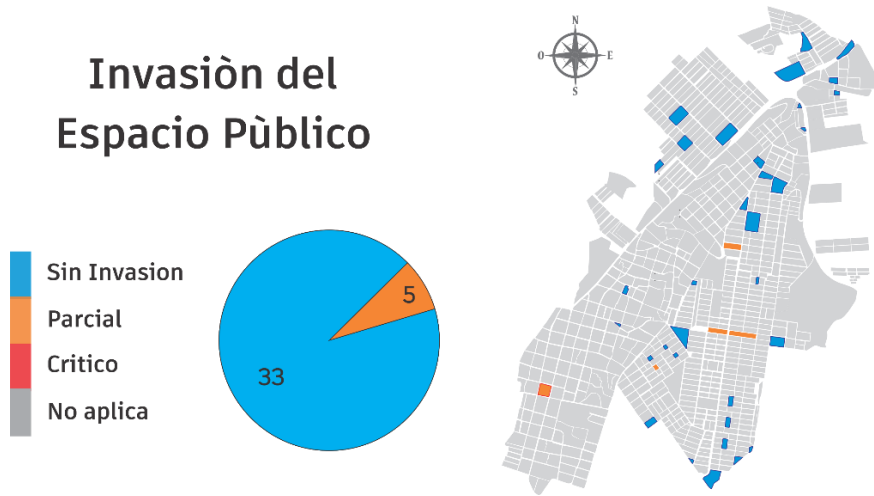 Invasiòn del
Espacio Pùblico
Sin Invasion
Parcial
Critico
No aplica
5
33
N
O
E
S